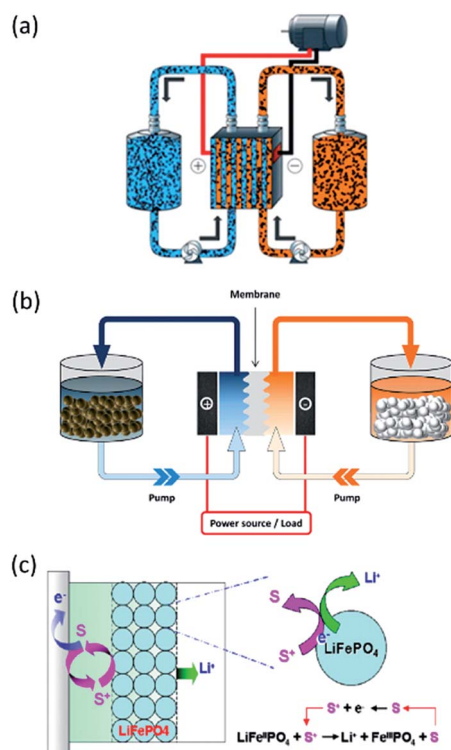 (a)
+
−
(b)
Membrane
+
-
Pump
Pump
Power source / Load
(c)
e⁻
S
S⁺
LiFePO4
Li⁺
S
Li⁺
e⁻
S⁺
LiFePO₄
S⁺ + e⁻ ← S
LiFeᴵᴵPO₄ + S⁺ → Li⁺ + FeᴵᴵᴵPO₄ + S